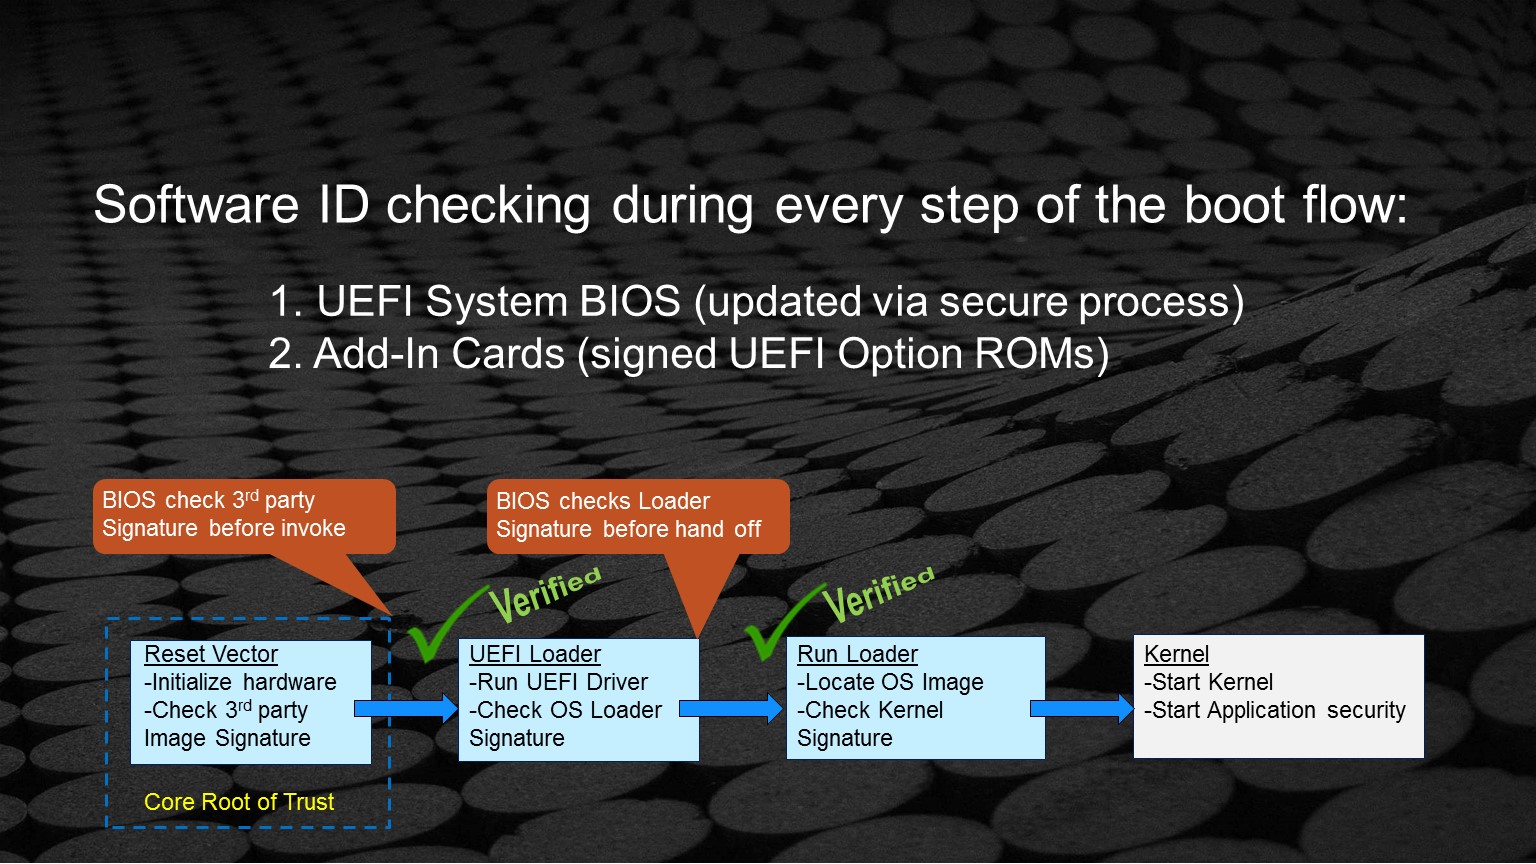 Software ID checking during every step of the boot flow:
1. UEFI System BIOS (updated via secure process)
2. Add-In Cards (signed UEFI Option ROMs)
BIOS check 3rd party
Signature before invoke
BIOS checks Loader
Signature before hand off
Verified
Verified
Reset Vector
-Initialize hardware
-Check 3rd party
Image Signature
Core Root of Trust
UEFI Loader
-Run UEFI Driver
-Check OS Loader
Signature
Run Loader
-Locate OS Image
-Check Kernel
Signature
Kernel
-Start Kernel
-Start Application security